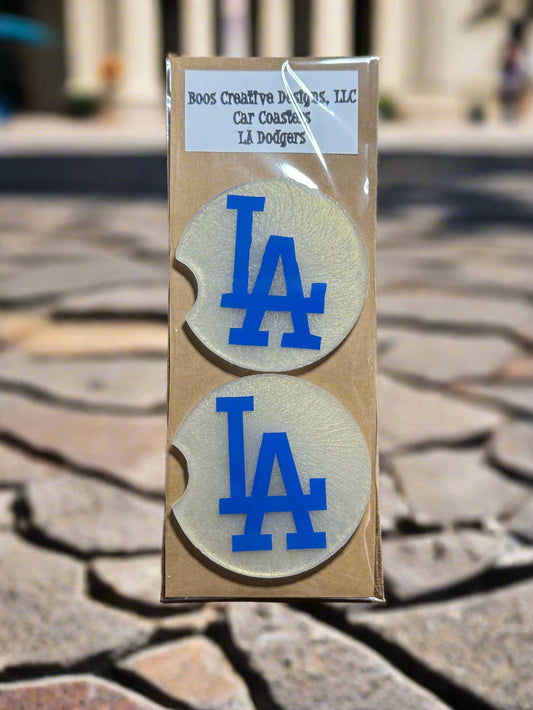 Boos Creative Designs, LLC
Car Coasters
LA Dodgers
LA
LA